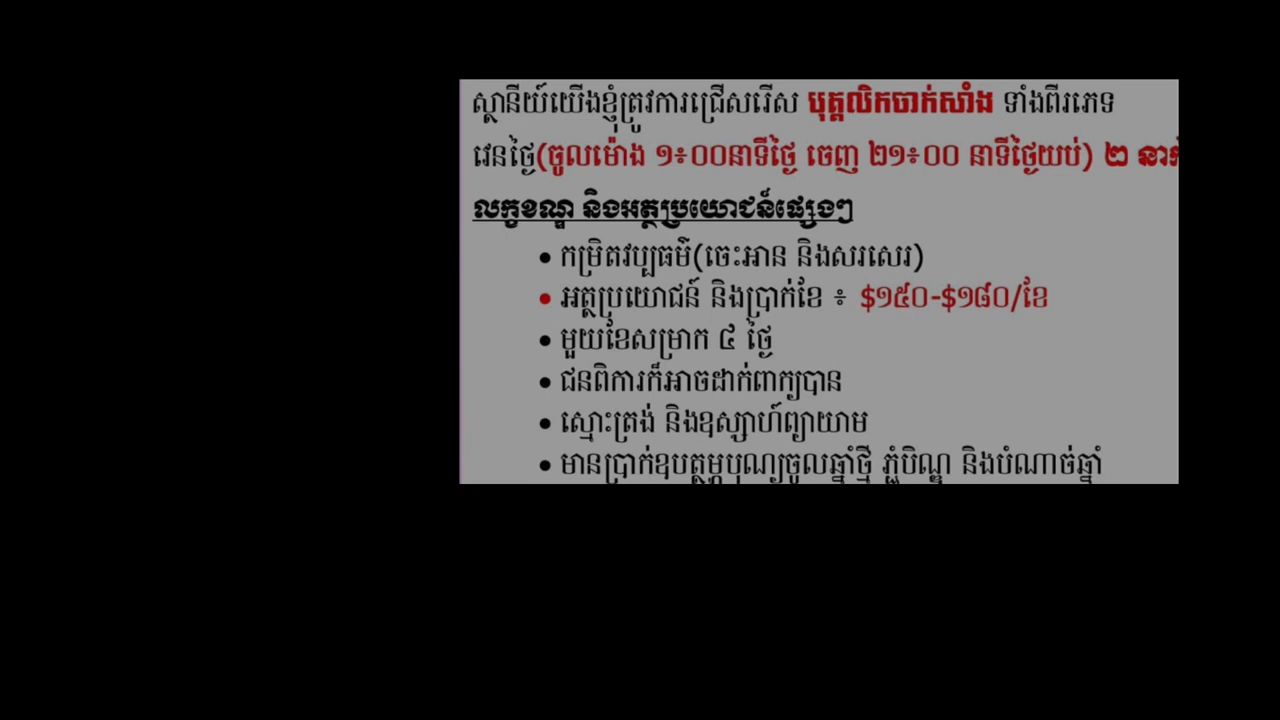 ស្ថានីយ៍យើងខ្ញុំត្រូវការជ្រើសរើស បុគ្គលិកចាក់សាំង ទាំងពីរភេទ
វេនថ្ងៃ(ចូលម៉ោង ១៖០០នាទីថ្ងៃ ចេញ ២១៖០០ នាទីថ្ងៃយប់) ២ នាក់
លក្ខខណ្ឌ និងអត្ថប្រយោជន៍ផ្សេងៗ
• កម្រិតវប្បធម៌(ចេះអាន និងសរសេរ)
• អត្ថប្រយោជន៍ និងប្រាក់ខែ ៖ $១៥០-$១៨០/ខែ
• មួយខែសម្រាក ៤ ថ្ងៃ
• ជនពិការក៏អាចដាក់ពាក្យបាន
• ស្មោះត្រង់ និងឧស្សាហ៍ព្យាយាម
• មានប្រាក់ឧបត្ថម្ភបុណ្យចូលឆ្នាំថ្មី ភ្ជុំបិណ្ឌ និងបំណាច់ឆ្នាំ